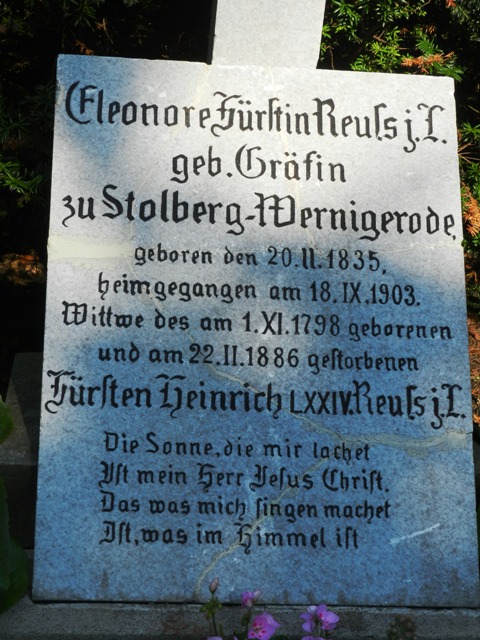 Eleonore Fürstin Reuſs j. L.
geb. Gräfin
zu Stolberg-Wernigerode,
geboren den 20.II.1835,
heimgegangen am 18.IX.1903.
Wittwe des am 1.XI.1798 geborenen
und am 22.II.1886 geſtorbenen
Fürſten Heinrich LXXIV. Reuſs j. L.
Die Sonne, die mir lachet
Iſt mein Herr Jeſus Chriſt.
Das was mich ſingen machet
Iſt, was im Himmel iſt